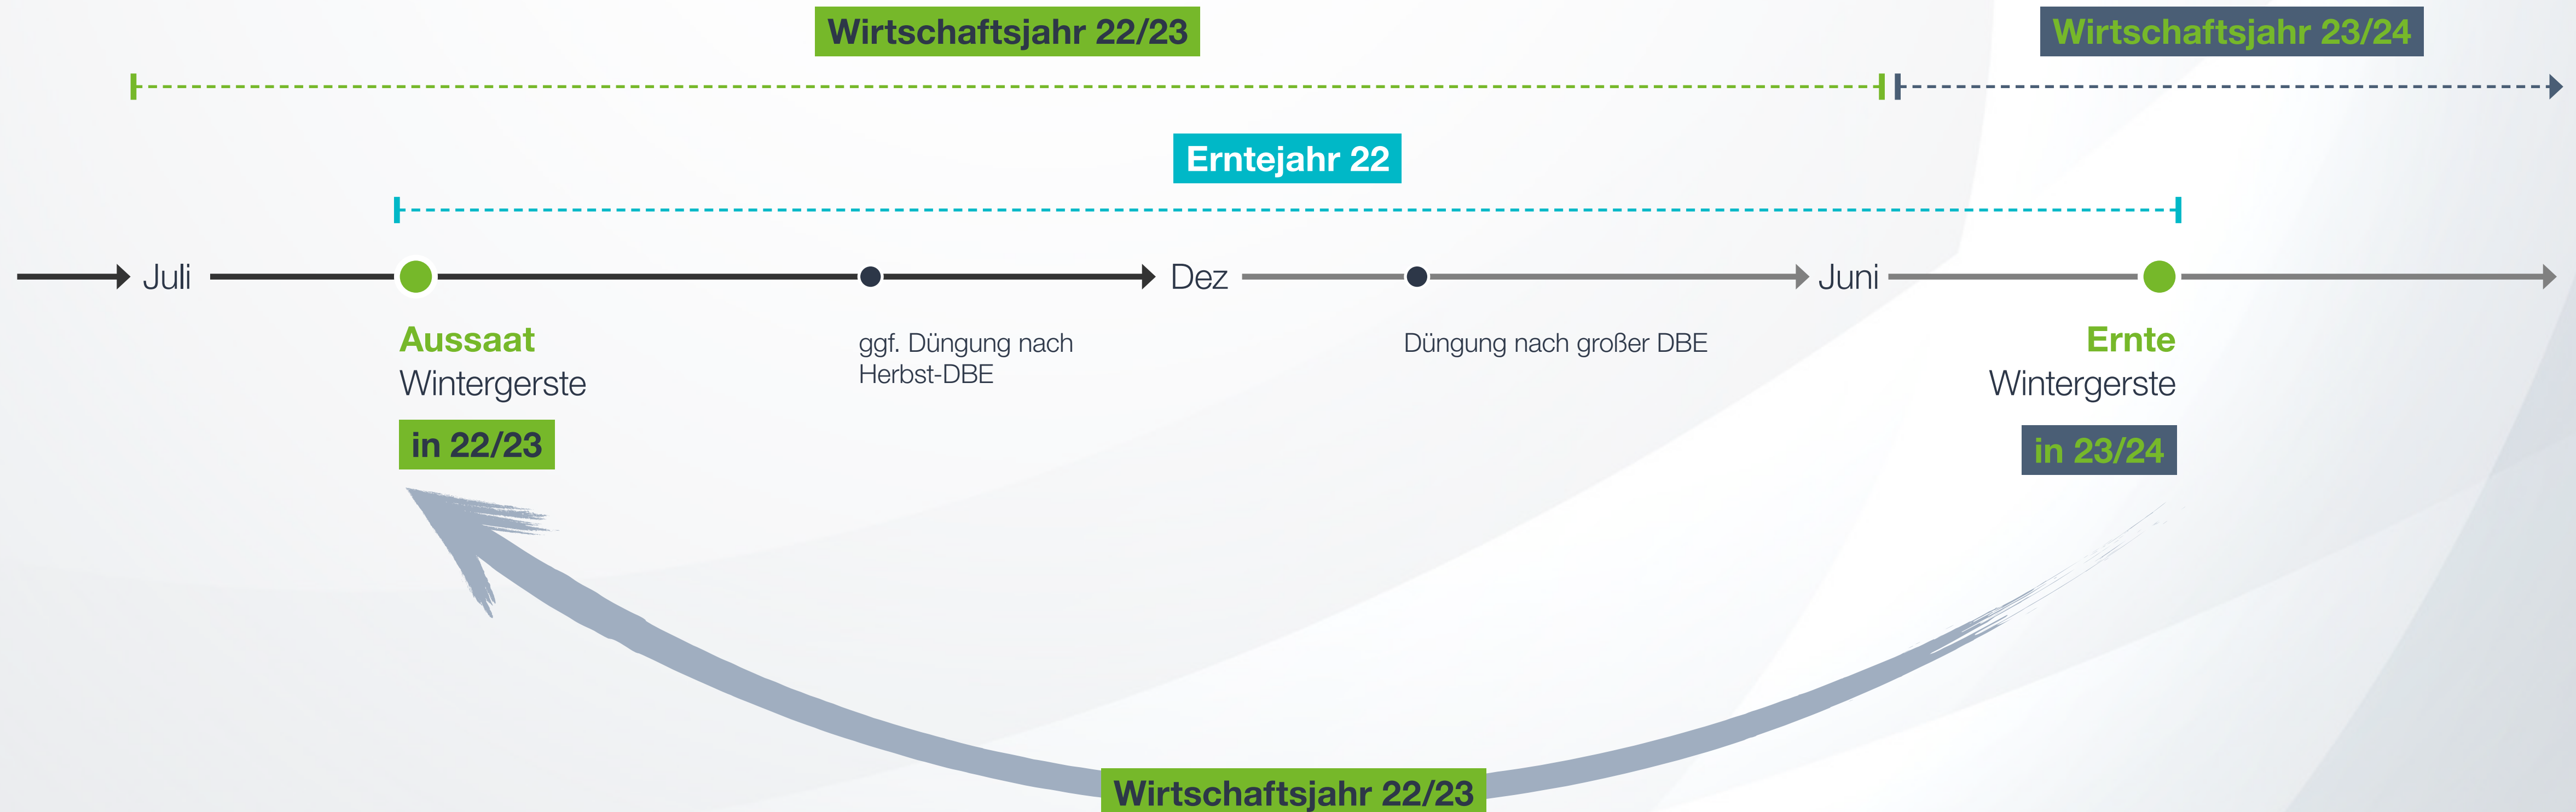 Wirtschaftsjahr 22/23
Wirtschaftsjahr 23/24
Erntejahr 22
Juli
Dez
Juni
Aussaat
Wintergerste
in 22/23
ggf. Düngung nach
Herbst-DBE
Düngung nach großer DBE
Ernte
Wintergerste
in 23/24
Wirtschaftsjahr 22/23